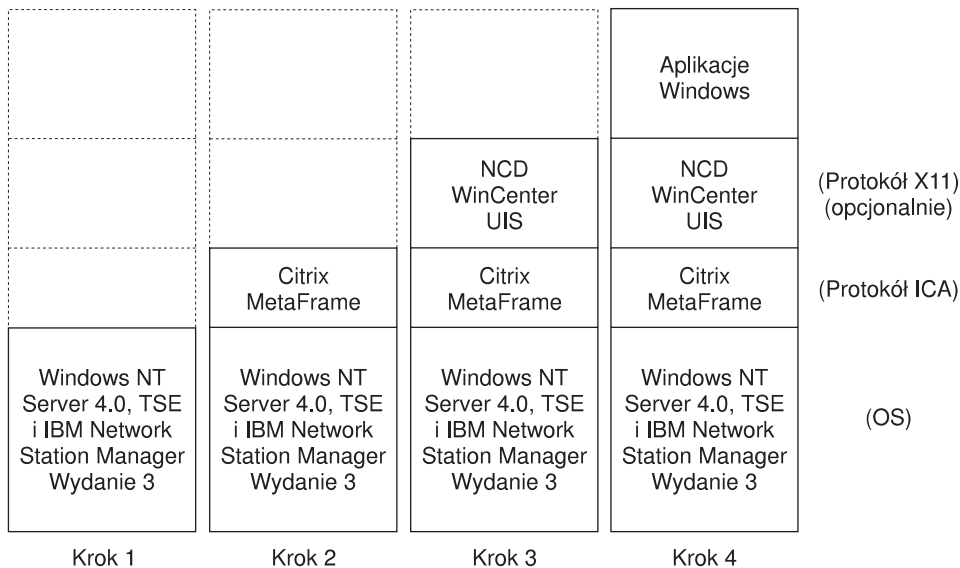 Aplikacje
Windows
NCD
WinCenter
UIS
NCD
WinCenter
UIS
(Protokół X11)
(opcjonalnie)
Citrix
MetaFrame
Citrix
MetaFrame
Citrix
MetaFrame
(Protokół ICA)
Windows NT
Server 4.0, TSE
i IBM Network
Station Manager
Wydanie 3
Windows NT
Server 4.0, TSE
i IBM Network
Station Manager
Wydanie 3
Windows NT
Server 4.0, TSE
i IBM Network
Station Manager
Wydanie 3
Windows NT
Server 4.0, TSE
i IBM Network
Station Manager
Wydanie 3
(OS)
Krok 1
Krok 2
Krok 3
Krok 4